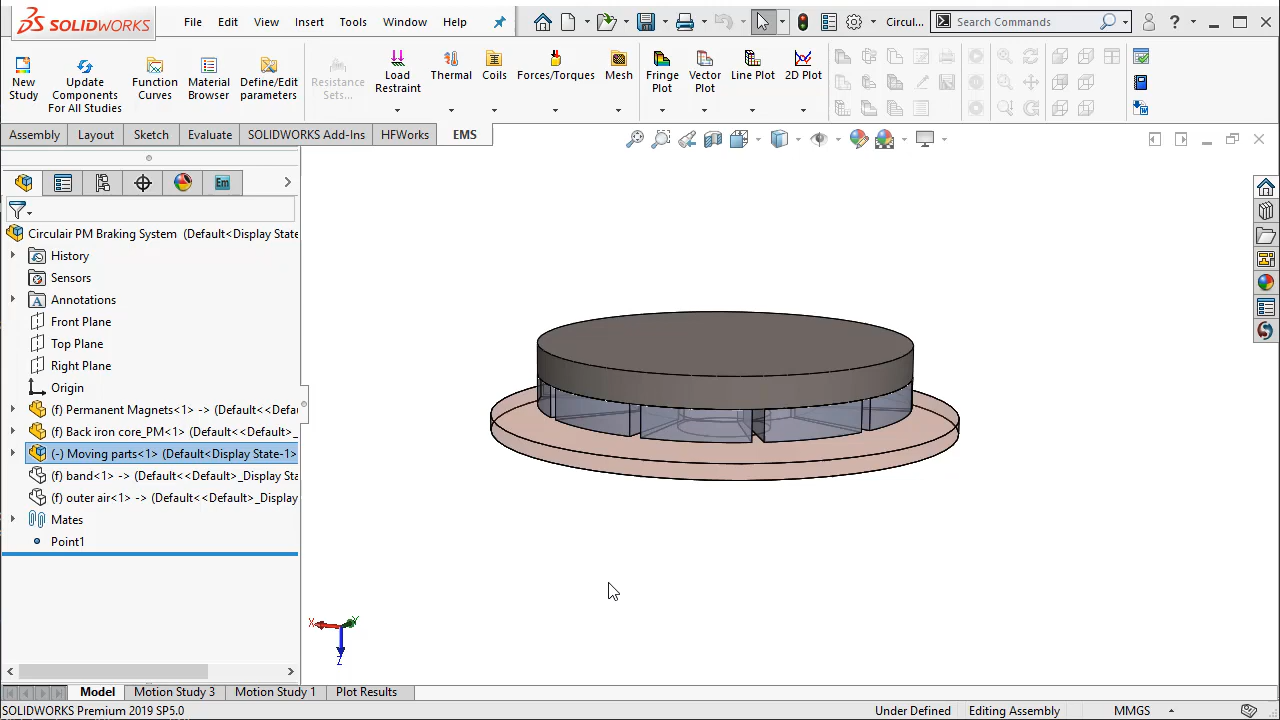 SOLIDWORKS
File Edit View Insert Tools Window Help
Circul...
Search Commands
New Study
Update Components For All Studies
Function Curves
Material Browser
Define/Edit parameters
Resistance Sets...
Load Restraint
Thermal
Coils
Forces/Torques
Mesh
Fringe Plot
Vector Plot
Line Plot
2D Plot
Assembly Layout Sketch Evaluate SOLIDWORKS Add-Ins HFWorks EMS
Em
Circulair PM Braking System (Default<Display State
History
Sensors
A Annotations
Front Plane
Top Plane
Right Plane
Origin
(f) Permanent Magnets<1> -> (Default<<Defau
(f) Back iron core_PM<1> (Default<<Default>_
(-) Moving parts<1> (Default<Display State-1>
(f) band<1> -> (Default<<Default>_Display Sta
(f) outer air<1> -> (Default<<Default>_Display
Mates
Point1
X Y
Z
Model Motion Study 3 Motion Study 1 Plot Results
SOLIDWORKS Premium 2019 SP5.0 Under Defined Editing Assembly MMGS